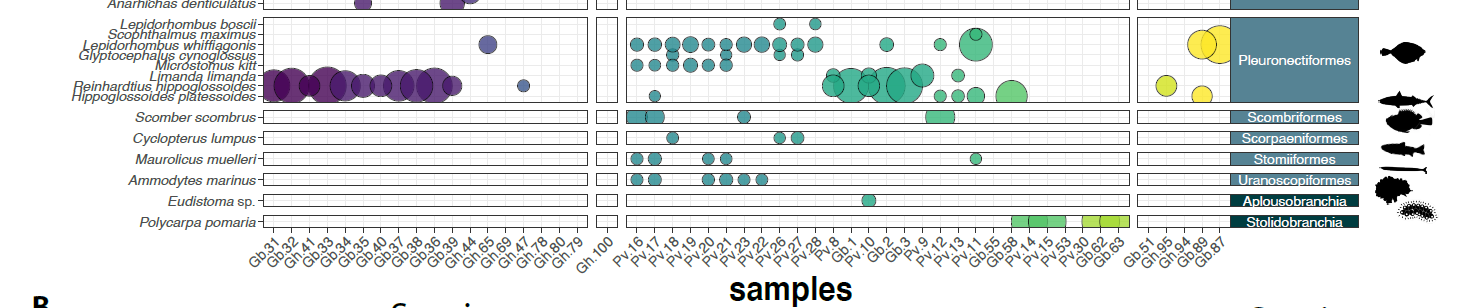 Anarhichas denticulatus
Lepidorhombus boscii
Scophthalmus maximus
Lepidorhombus whiffiagonis
Glyptocephalus cynoglossus
Microstomus kitt
Limanda limanda
Reinhardtius hippoglossoides
Hippoglossoides platessoides
Pleuronectiformes
Scomber scombrus
Scombriformes
Cyclopterus lumpus
Scorpaeniformes
Maurolicus muelleri
Stomiiformes
Ammodytes marinus
Uranoscopiformes
Eudistoma sp.
Aplousobranchia
Polycarpa pomaria
Stolidobranchia
Gb.31 Gb.32 Gh.41 Gb.33 Gb.34 Gb.35 Gb.40 Gb.37 Gb.38 Gb.36 Gb.39 Gh.44 Gh.65 Gh.47 Gh.78 Gh.80 Gh.79 Gh.100 Pv.16 Pv.17 Pv.18 Pv.19 Pv.20 Pv.21 Pv.23 Pv.22 Pv.26 Pv.27 Pv.28 Pv.8 Gb.1 Pv.10 Gb.2 Gb.3 Pv.9 Pv.12 Pv.13 Pv.11 Gh.55 Gb.58 Pv.14 Pv.15 Pv.53 Pv.30 Gb.62 Gb.63 Gb.51 Gh.95 Gh.94 Gb.89 Gb.87
samples
B